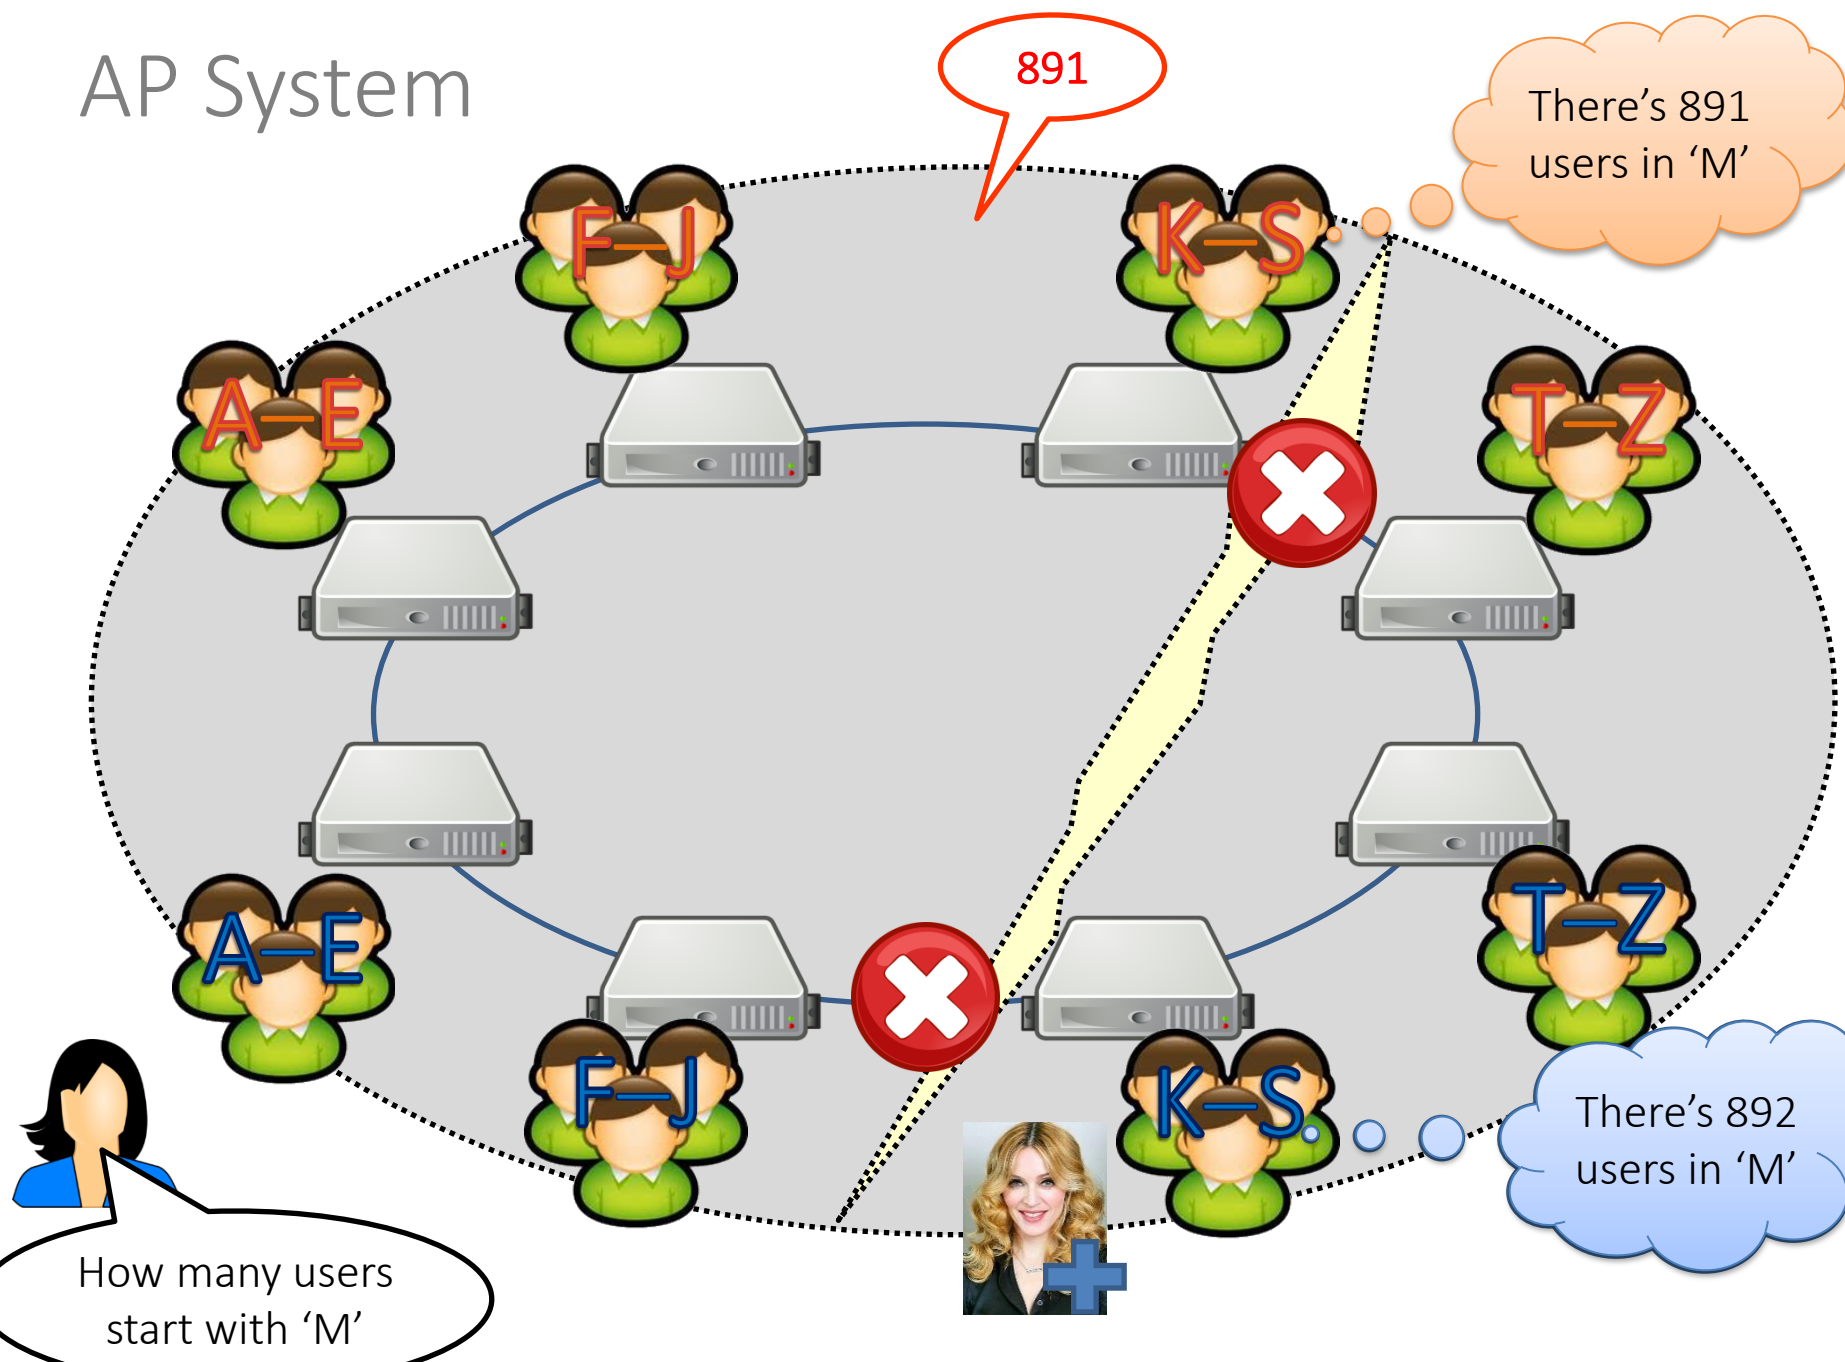 AP System
891
There’s 891
users in ‘M’
F–J
K–S
A–E
T–Z
A–E
T–Z
F–J
K–S
There’s 892
users in ‘M’
How many users
start with ‘M’